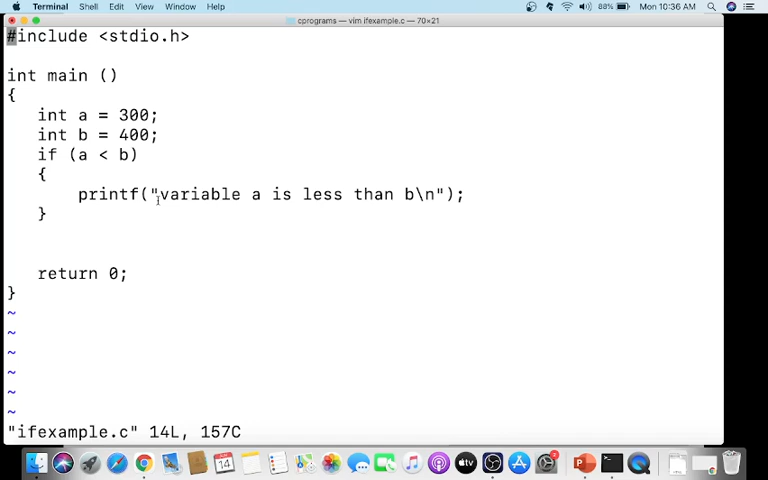 Terminal Shell Edit View Window Help 88% Mon 10:36 AM
cprograms — vim ifexample.c — 70×21
#include <stdio.h>
int main ()
{
int a = 300;
int b = 400;
if (a < b)
{
printf("variable a is less than b\n");
}
return 0;
}
~
~
~
~
~
~
"ifexample.c" 14L, 157C
14
tv